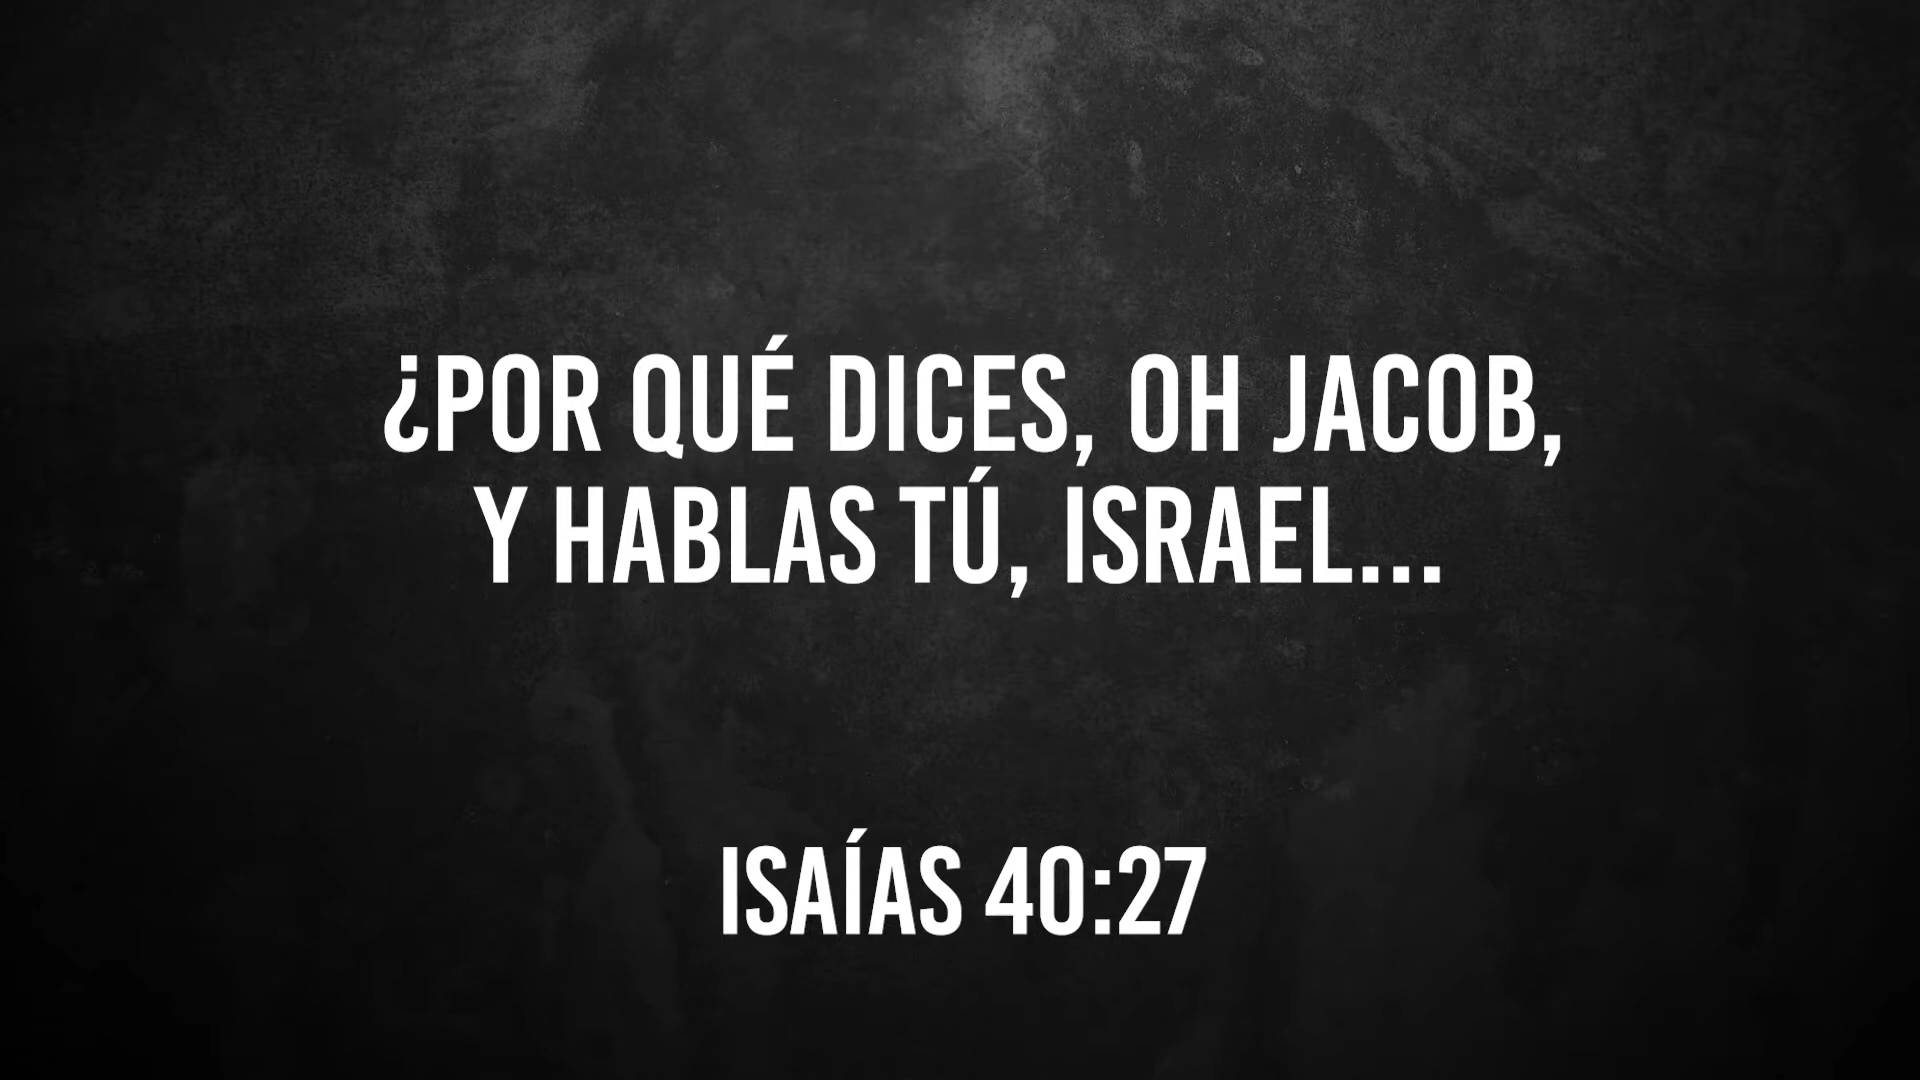 ¿POR QUÉ DICES, OH JACOB,
Y HABLAS TÚ, ISRAEL...
ISAÍAS 40:27